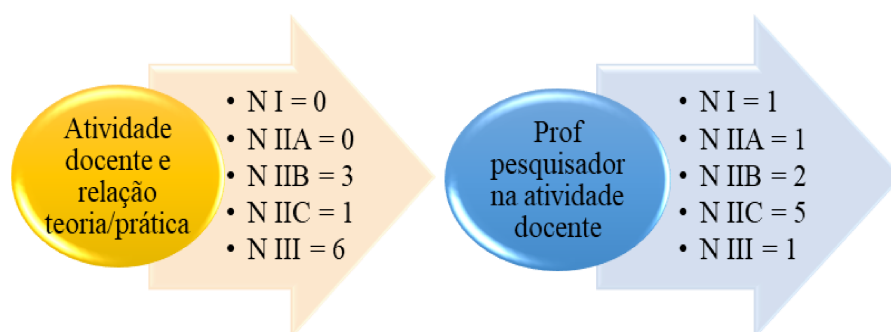 Atividade
docente e
relação
teoria/prática
• N I = 0
• N IIA = 0
• N IIB = 3
• N IIC = 1
• N III = 6
Prof
pesquisador
na atividade
docente
• N I = 1
• N IIA = 1
• N IIB = 2
• N IIC = 5
• N III = 1